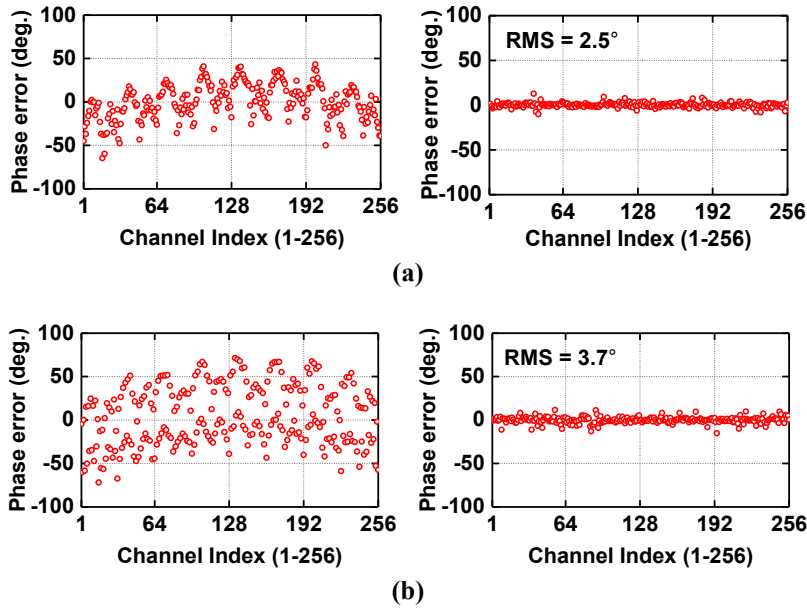 Phase error (deg.)
100
50
0
-50
-100
1 64 128 192 256
Channel Index (1-256)
RMS = 2.5°
Phase error (deg.)
100
50
0
-50
-100
1 64 128 192 256
Channel Index (1-256)
(a)
Phase error (deg.)
100
50
0
-50
-100
1 64 128 192 256
Channel Index (1-256)
RMS = 3.7°
Phase error (deg.)
100
50
0
-50
-100
1 64 128 192 256
Channel Index (1-256)
(b)